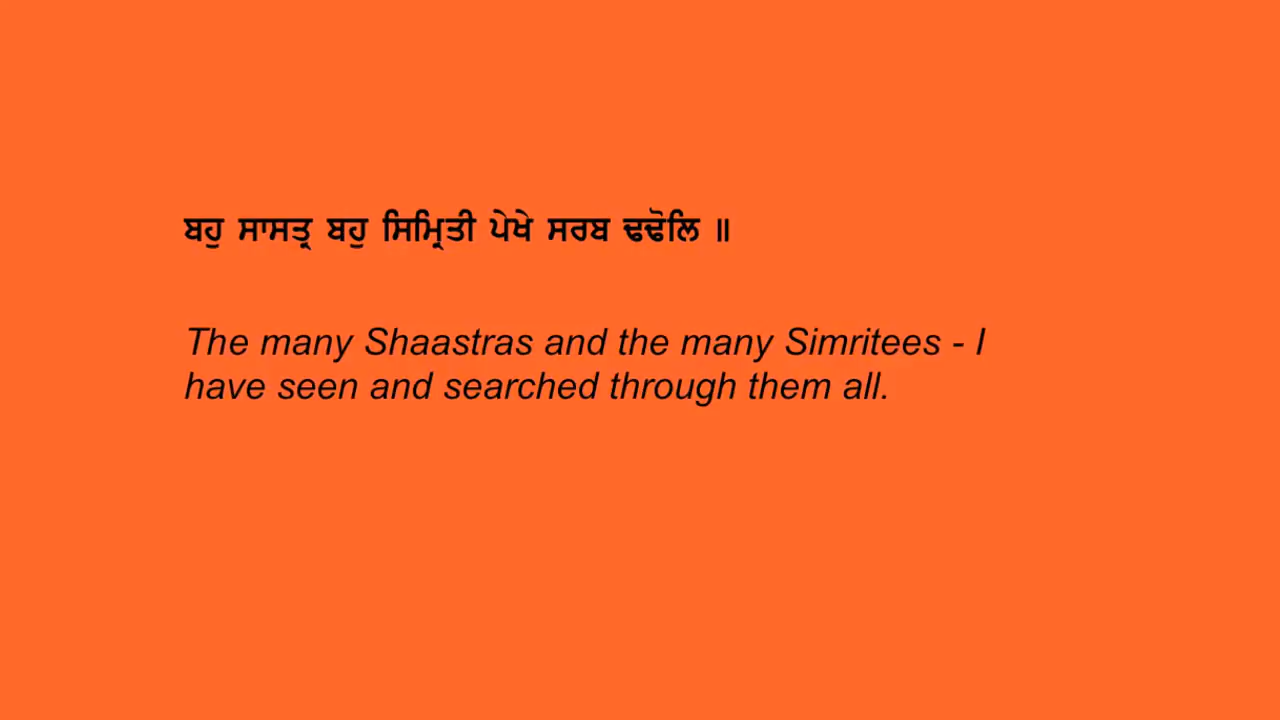 ਬਹੁ ਸਾਸਤ੍ਰ ਬਹੁ ਸਿਮ੍ਰਿਤੀ ਪੇਖੇ ਸਰਬ ਢਢੋਲਿ ॥
The many Shaastras and the many Simritees - I
have seen and searched through them all.